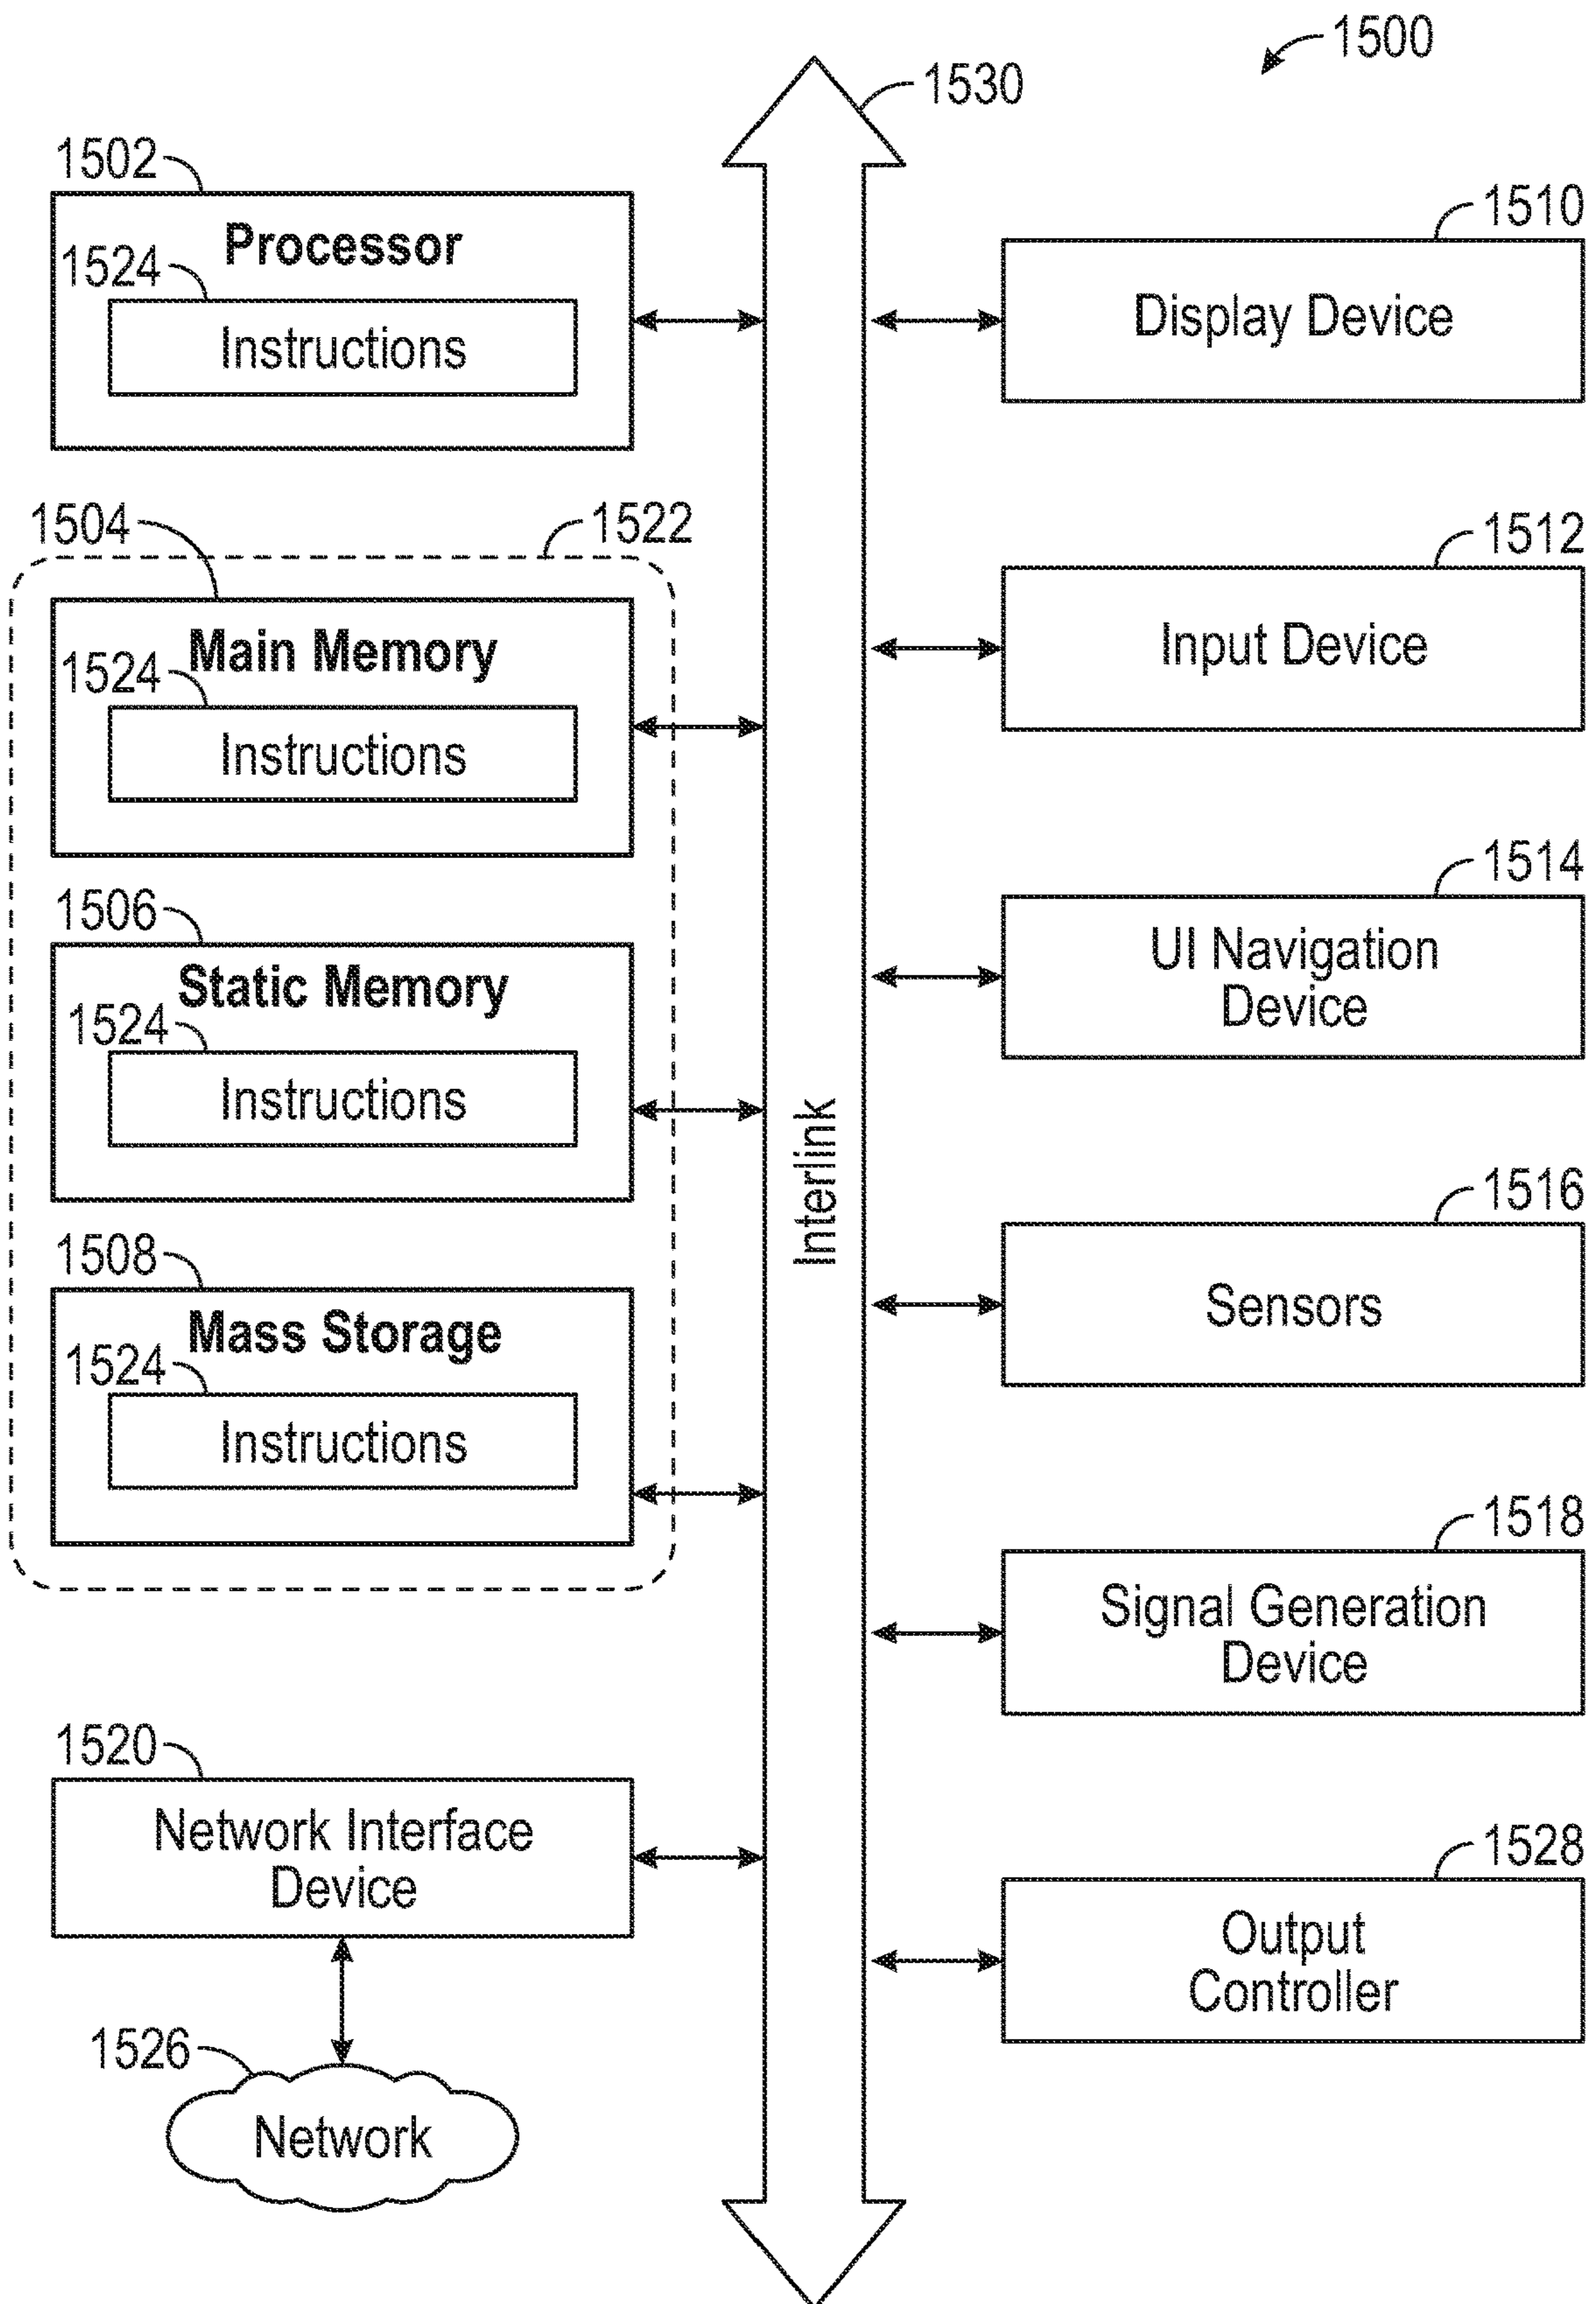 1500
1530
1502
Processor
1524
Instructions
1504
1522
Main Memory
1524
Instructions
1506
Static Memory
1524
Instructions
1508
Mass Storage
1524
Instructions
1520
Network Interface
Device
1526
Network
Interlink
1510
Display Device
1512
Input Device
1514
UI Navigation
Device
1516
Sensors
1518
Signal Generation
Device
1528
Output
Controller